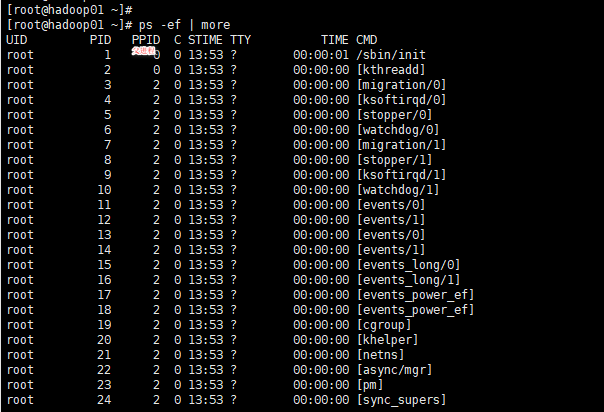 [root@hadoop01 ~]#
[root@hadoop01 ~]# ps -ef | more
UID        PID  PPID  C STIME TTY          TIME CMD
父进程
root         1     0  0 13:53 ?        00:00:01 /sbin/init
root         2     0  0 13:53 ?        00:00:00 [kthreadd]
root         3     2  0 13:53 ?        00:00:00 [migration/0]
root         4     2  0 13:53 ?        00:00:00 [ksoftirqd/0]
root         5     2  0 13:53 ?        00:00:00 [stopper/0]
root         6     2  0 13:53 ?        00:00:00 [watchdog/0]
root         7     2  0 13:53 ?        00:00:00 [migration/1]
root         8     2  0 13:53 ?        00:00:00 [stopper/1]
root         9     2  0 13:53 ?        00:00:00 [ksoftirqd/1]
root        10     2  0 13:53 ?        00:00:00 [watchdog/1]
root        11     2  0 13:53 ?        00:00:00 [events/0]
root        12     2  0 13:53 ?        00:00:00 [events/1]
root        13     2  0 13:53 ?        00:00:00 [events/0]
root        14     2  0 13:53 ?        00:00:00 [events/1]
root        15     2  0 13:53 ?        00:00:00 [events_long/0]
root        16     2  0 13:53 ?        00:00:00 [events_long/1]
root        17     2  0 13:53 ?        00:00:00 [events_power_ef]
root        18     2  0 13:53 ?        00:00:00 [events_power_ef]
root        19     2  0 13:53 ?        00:00:00 [cgroup]
root        20     2  0 13:53 ?        00:00:00 [khelper]
root        21     2  0 13:53 ?        00:00:00 [netns]
root        22     2  0 13:53 ?        00:00:00 [async/mgr]
root        23     2  0 13:53 ?        00:00:00 [pm]
root        24     2  0 13:53 ?        00:00:00 [sync_supers]